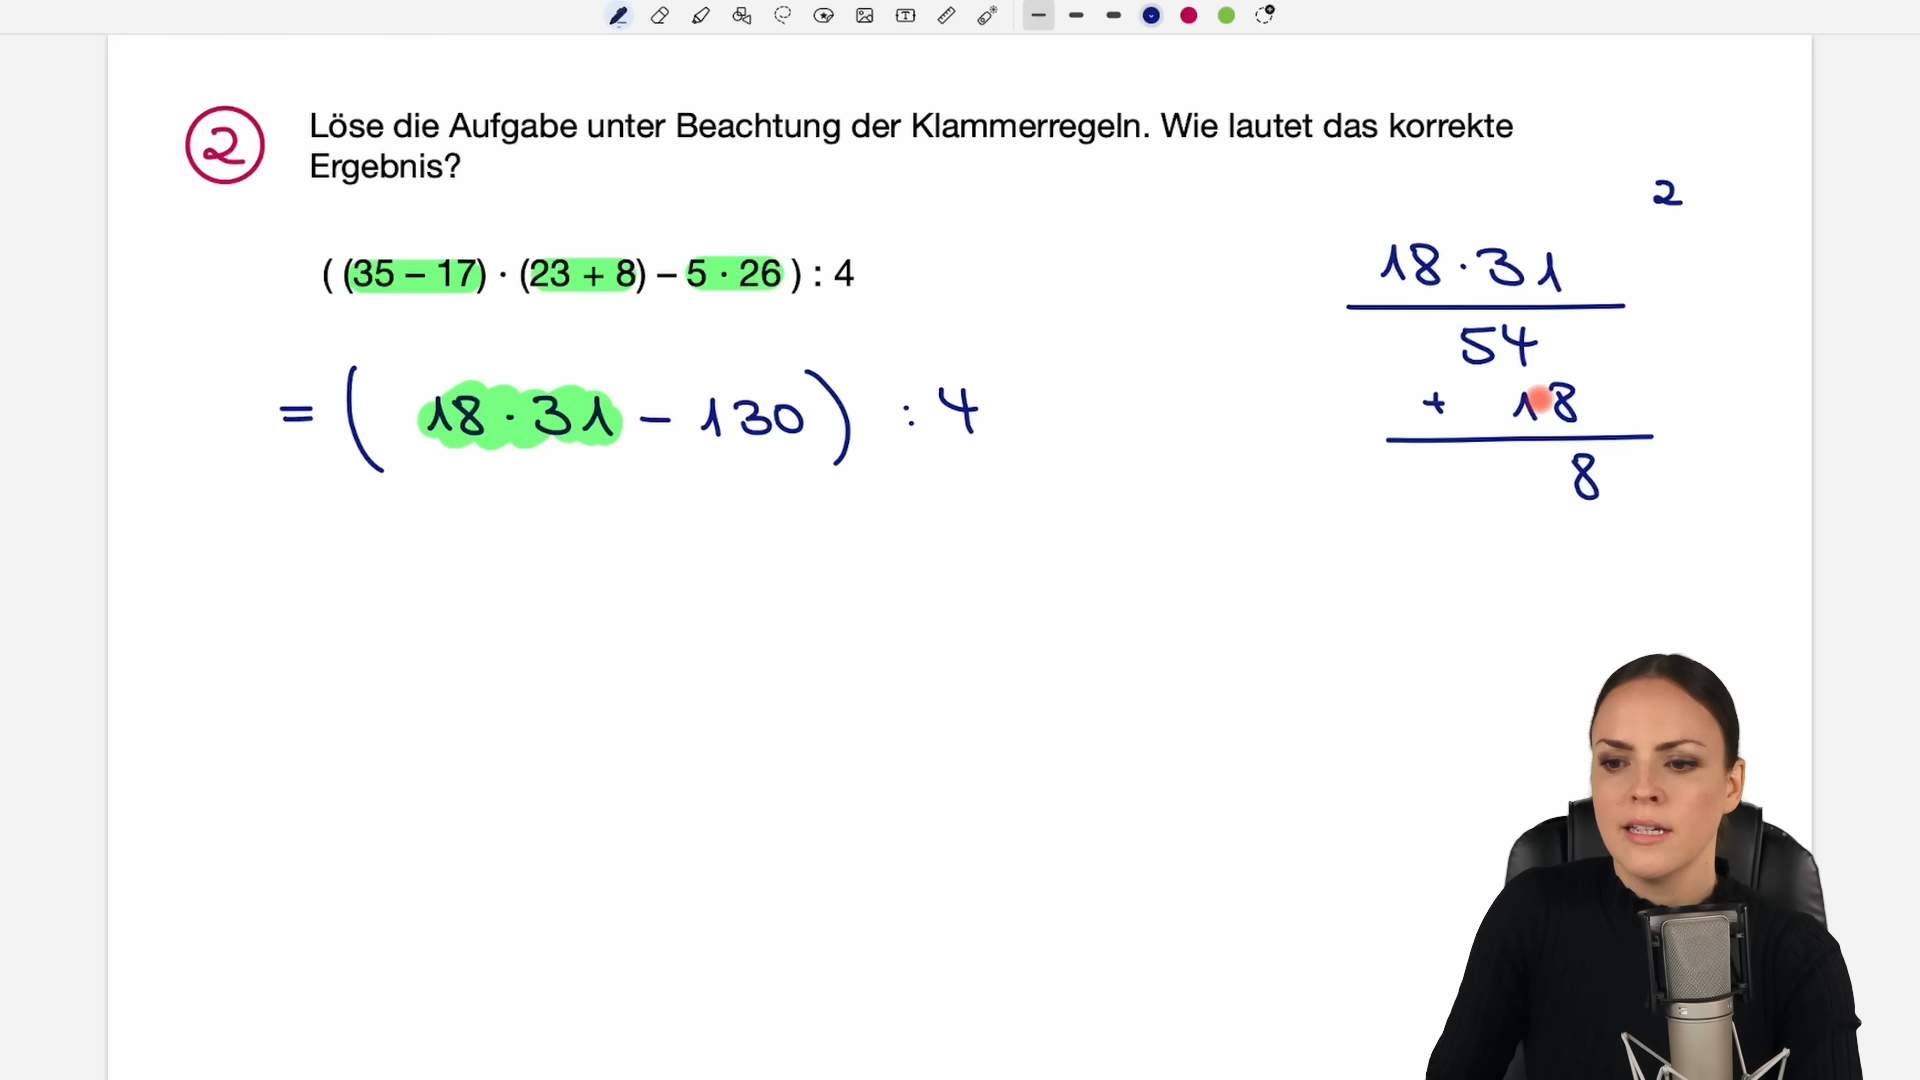 2 Löse die Aufgabe unter Beachtung der Klammerregeln. Wie lautet das korrekte
Ergebnis?
( (35 – 17) · (23 + 8) – 5 · 26 ) : 4
= ( 18 · 31 – 130 ) : 4
2
18 · 31
54
+ 18
8